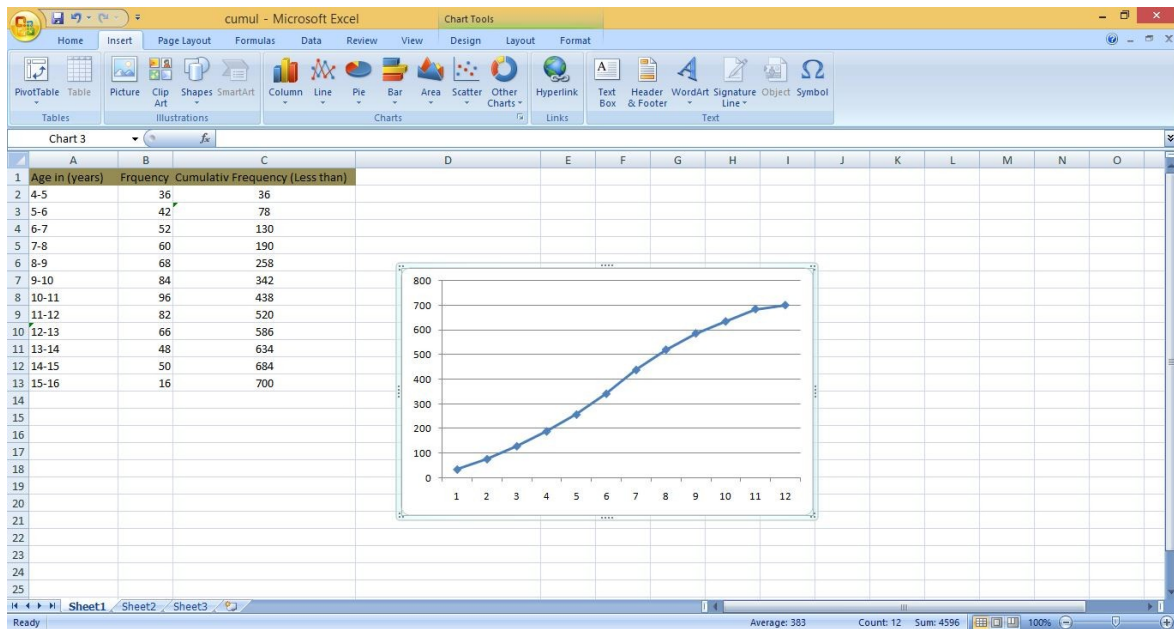 cumul - Microsoft Excel
Chart Tools
Home Insert Page Layout Formulas Data Review View Design Layout Format
PivotTable Table Picture Clip Art Shapes SmartArt Column Line Pie Bar Area Scatter Other Charts Hyperlink Text Box Header & Footer WordArt Signature Line Object Symbol
Tables Illustrations Charts Links Text
Chart 3 fx
A B C D E F G H I J K L M N O
1 Age in (years) Frquency Cumulativ Frequency (Less than)
2 4-5 36 36
3 5-6 42 78
4 6-7 52 130
5 7-8 60 190
6 8-9 68 258
7 9-10 84 342
8 10-11 96 438
9 11-12 82 520
10 12-13 66 586
11 13-14 48 634
12 14-15 50 684
13 15-16 16 700
14
15
16
17
18
19
20
21
22
23
24
25
800
700
600
500
400
300
200
100
0
1 2 3 4 5 6 7 8 9 10 11 12
Sheet1 Sheet2 Sheet3
Ready Average: 383 Count: 12 Sum: 4596 100%